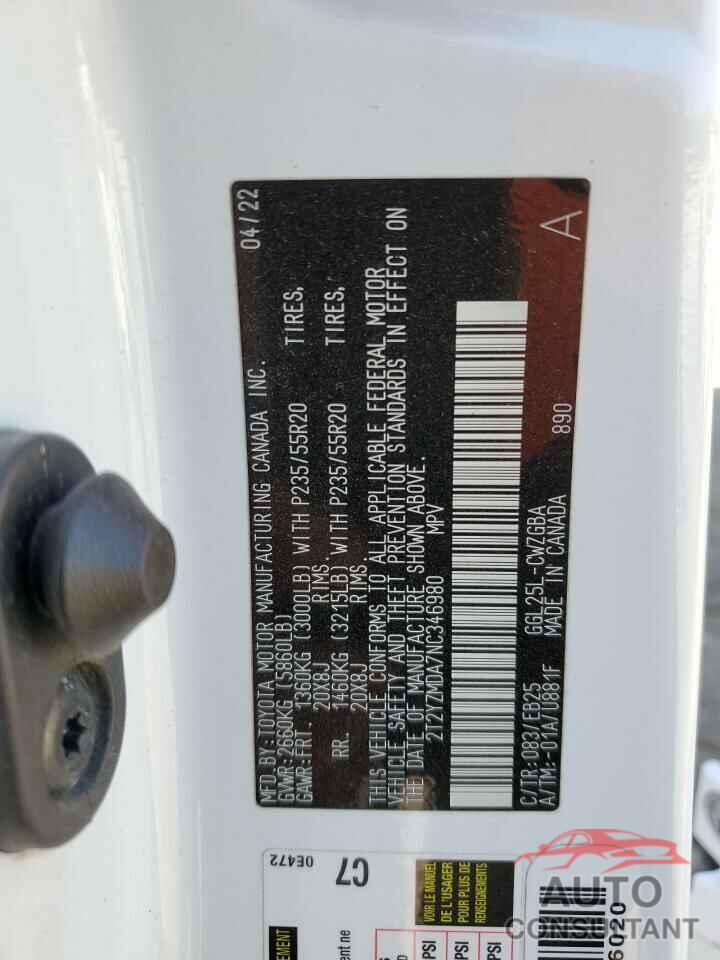 MFD. BY: TOYOTA MOTOR MANUFACTURING CANADA INC. 04/22
GVWR: 2660KG (5860LB)
GAWR: FRT. 1360KG (3000LB) WITH P235/55R20 TIRES,
20X8J RIMS
RR. 1460KG (3215LB) WITH P235/55R20 TIRES,
20X8J RIMS
THIS VEHICLE CONFORMS TO ALL APPLICABLE FEDERAL MOTOR
VEHICLE SAFETY AND THEFT PREVENTION STANDARDS IN EFFECT ON
THE DATE OF MANUFACTURE SHOWN ABOVE.
2T2YZMDA7NC346980 MPV
C/TR: 083/EB25 GGL25L-CWZGBA 890 A
A/TM: -01A/U881F MADE IN CANADA
0E472
C7
VOIR LE MANUEL
DE L'USAGER
POUR PLUS DE
RENSEIGNEMENTS
PSI
PSI
PSI
6020
AUTO
CONSULTANT